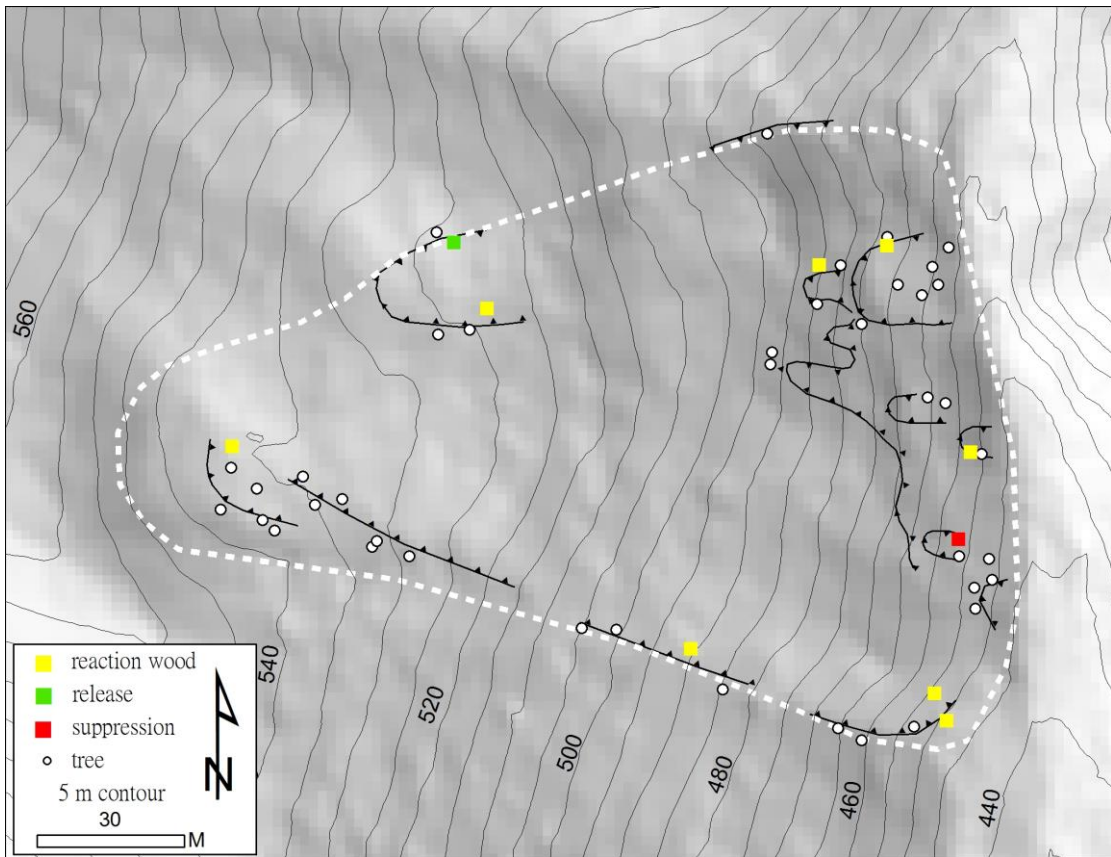 560
540
520
500
480
460
440
reaction wood
release
suppression
tree
5 m contour
30
M
N